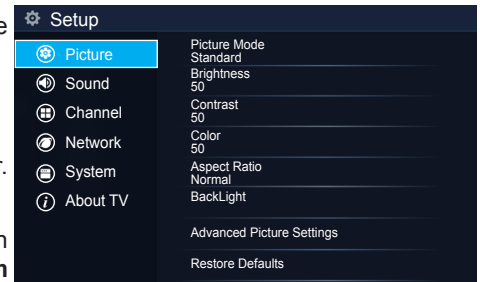 Setup
Picture
Sound
Channel
Network
System
About TV
Picture Mode
Standard
Brightness
50
Contrast
50
Color
50
Aspect Ratio
Normal
BackLight
Advanced Picture Settings
Restore Defaults